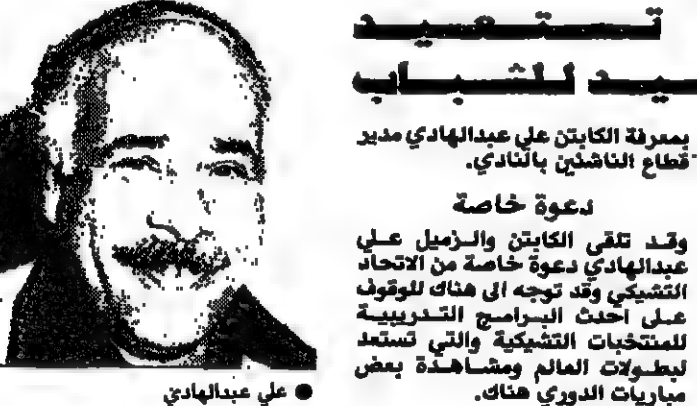 تستعيد
ـيد للشباب
بمعرفة الكابتن علي عبدالهادي مدير
قطاع الناشئين بالنادي.
دعوة خاصة
وقد تلقى الكابتن والزميل علي
عبدالهادي دعوة خاصة من الاتحاد
التشيكي وقد توجه الى هناك للوقوف
على احدث البرامج التدريبية
للمنتخبات التشيكية والتي تستعد
لبطولات العالم ومشاهدة بعض
مباريات الدوري هناك.
● علي عبدالهادي